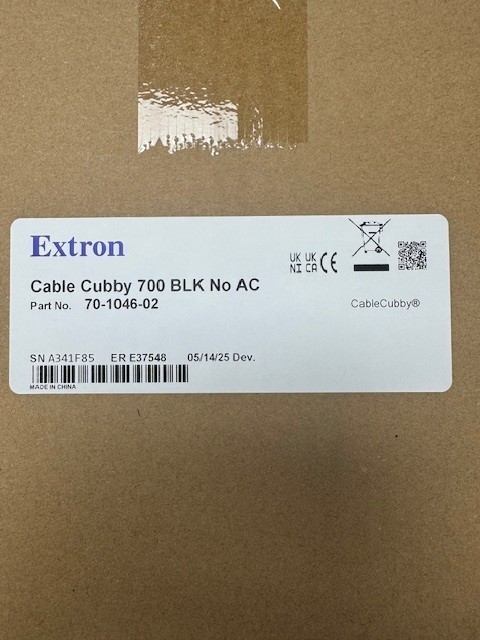 Extron
UK UK
NI CA CE
Cable Cubby 700 BLK No AC
Part No. 70-1046-02
CableCubby®
SN A341F85 ER E37548 05/14/25 Dev.
MADE IN CHINA